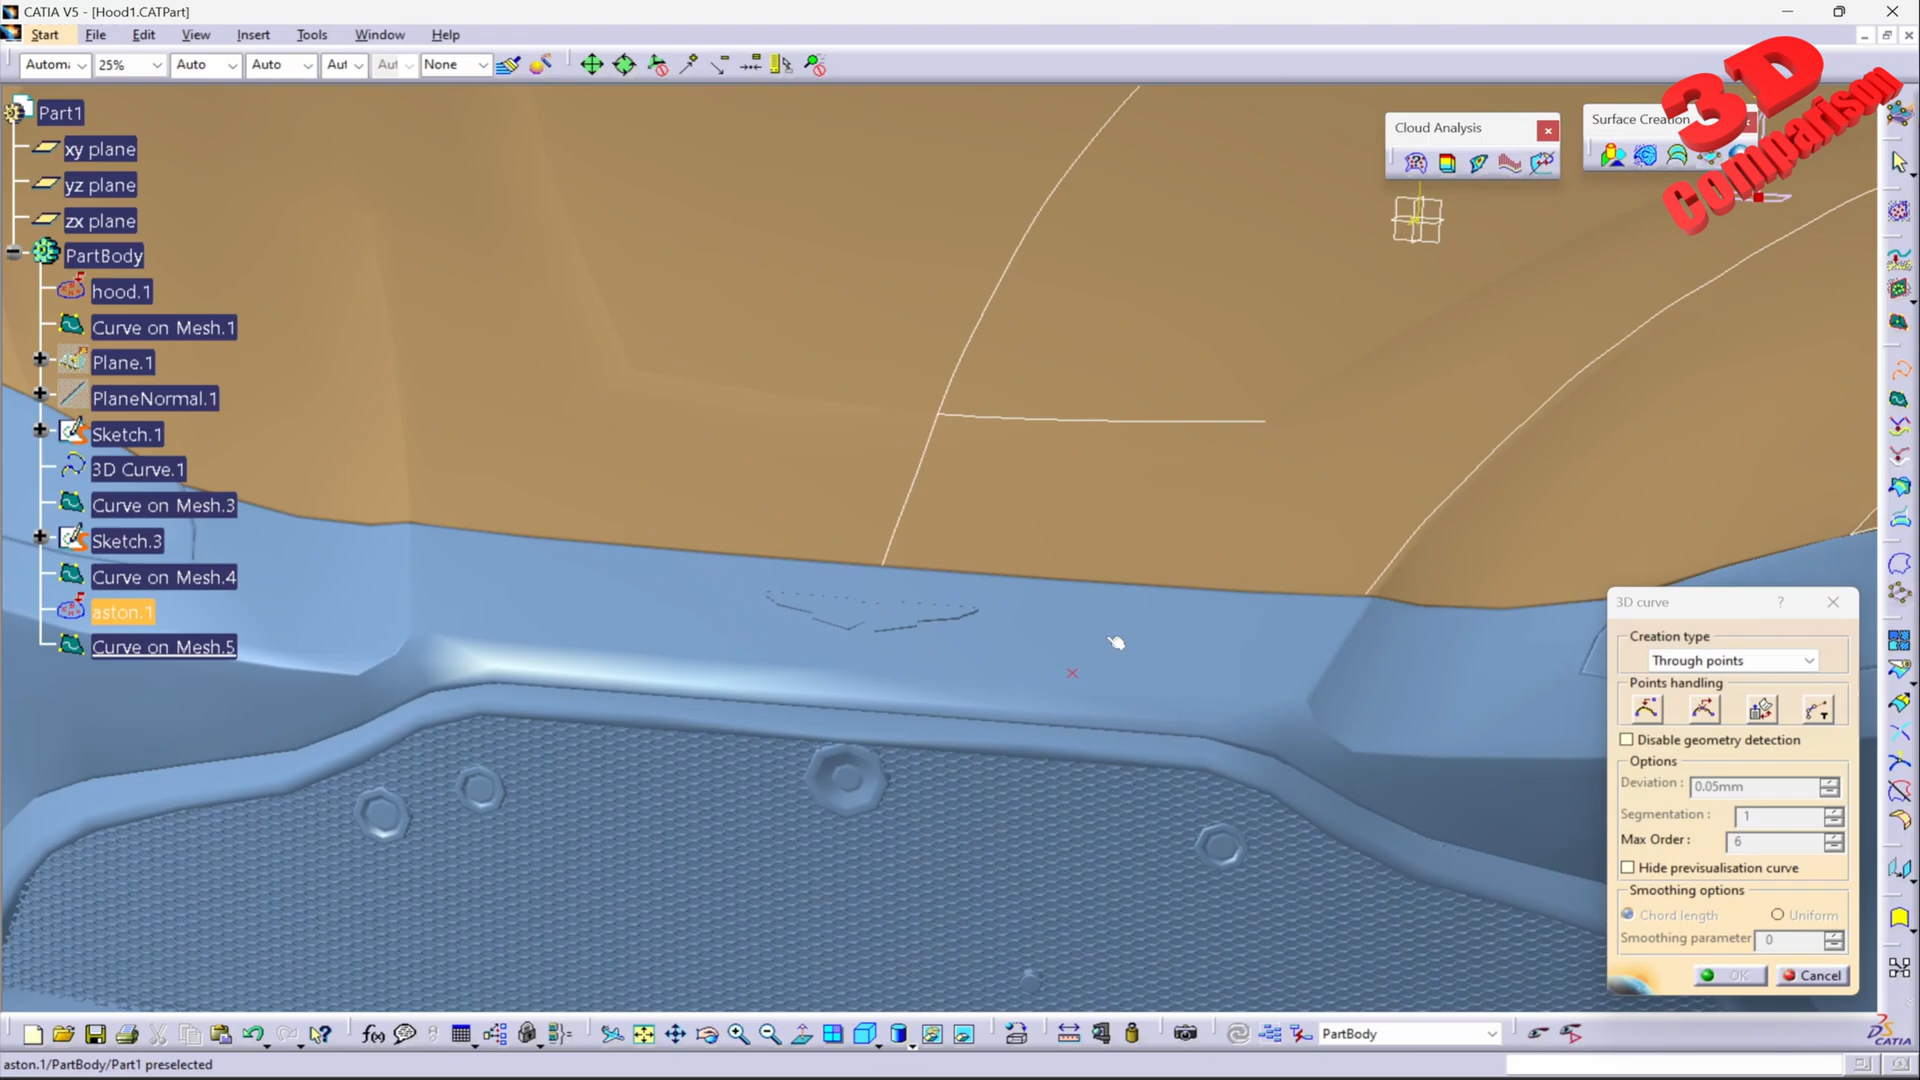 CATIA V5 - [Hood1.CATPart]
Start File Edit View Insert Tools Window Help
Automa 25% Auto Auto Aut Aut None
Part1
xy plane
yz plane
zx plane
PartBody
hood.1
Curve on Mesh.1
Plane.1
PlaneNormal.1
Sketch.1
3D Curve.1
Curve on Mesh.3
Sketch.3
Curve on Mesh.4
aston.1
Curve on Mesh.5
Cloud Analysis
Surface Creation
3D
Comparison
3D curve
Creation type
Through points
Points handling
Disable geometry detection
Options
Deviation : 0.05mm
Segmentation : 1
Max Order : 6
Hide previsualisation curve
Smoothing options
Chord length Uniform
Smoothing parameter 0
OK Cancel
PartBody
CATIA
aston.1/PartBody/Part1 preselected